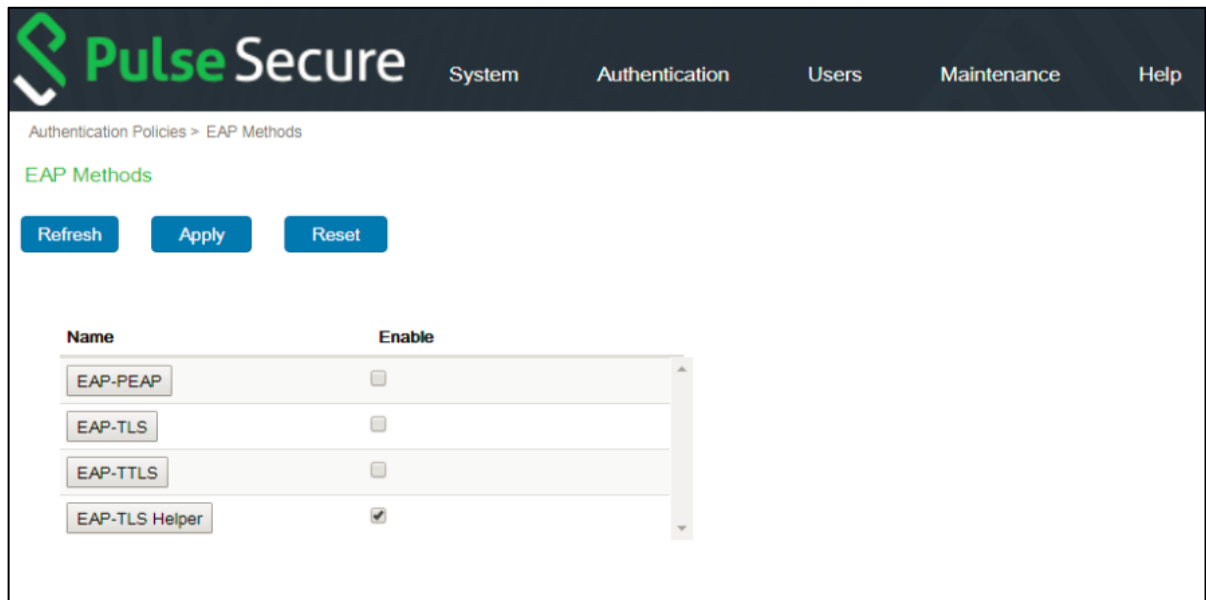 Pulse Secure System Authentication Users Maintenance Help
Authentication Policies > EAP Methods
EAP Methods
Refresh Apply Reset
Name Enable
EAP-PEAP
EAP-TLS
EAP-TTLS
EAP-TLS Helper